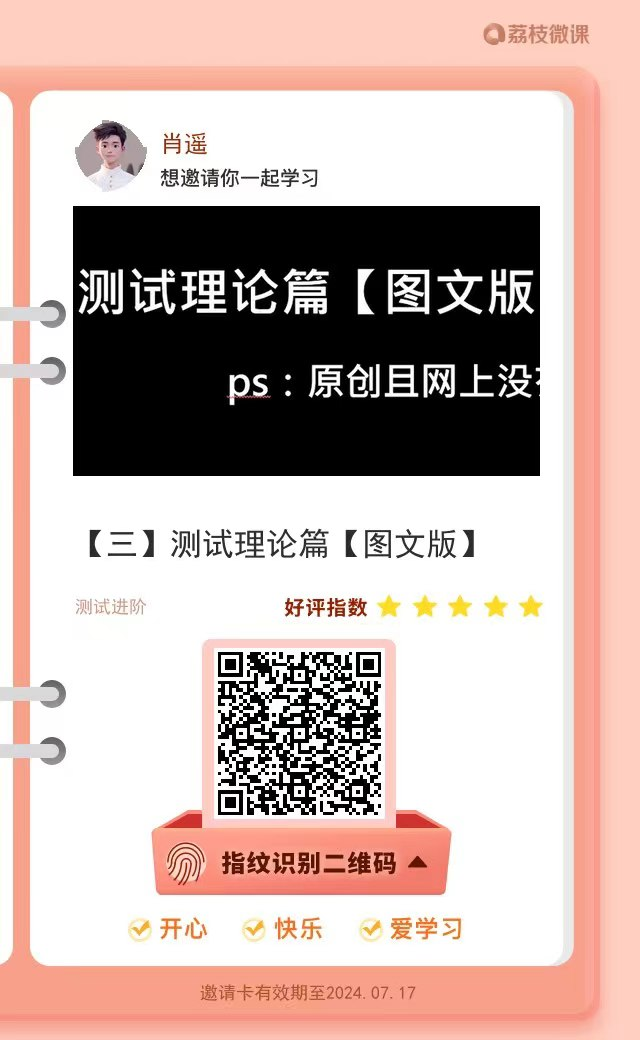 荔枝微课
肖遥
想邀请你一起学习
测试理论篇【图文版
ps：原创且网上没
【三】测试理论篇【图文版】
测试进阶
好评指数
指纹识别二维码
开心 快乐 爱学习
邀请卡有效期至2024.07.17